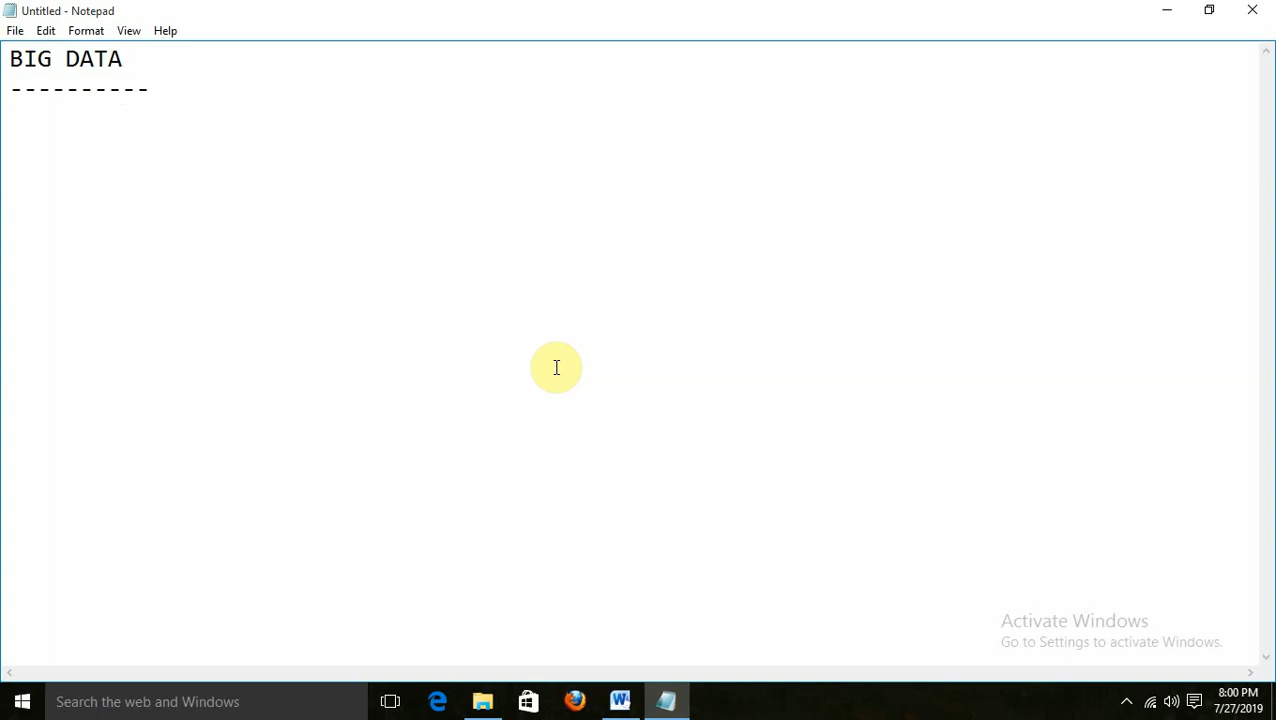 Untitled - Notepad
File Edit Format View Help
BIG DATA
----------
Activate Windows
Go to Settings to activate Windows.
Search the web and Windows
8:00 PM
7/27/2019